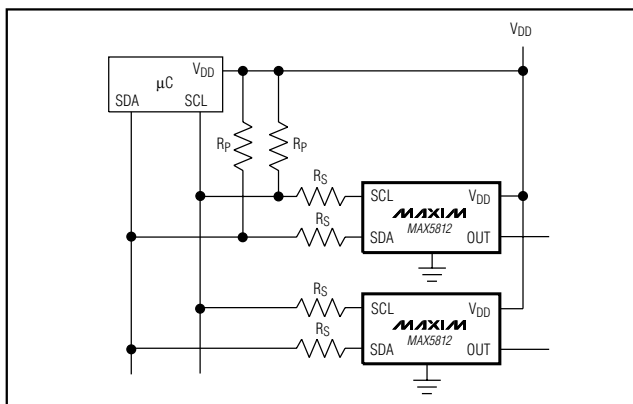 VDD
VDD
µC
SDA SCL
RP RP
RS
SCL VDD
MAXIM
MAX5812
RS
SDA OUT
RS
SCL VDD
MAXIM
MAX5812
RS
SDA OUT